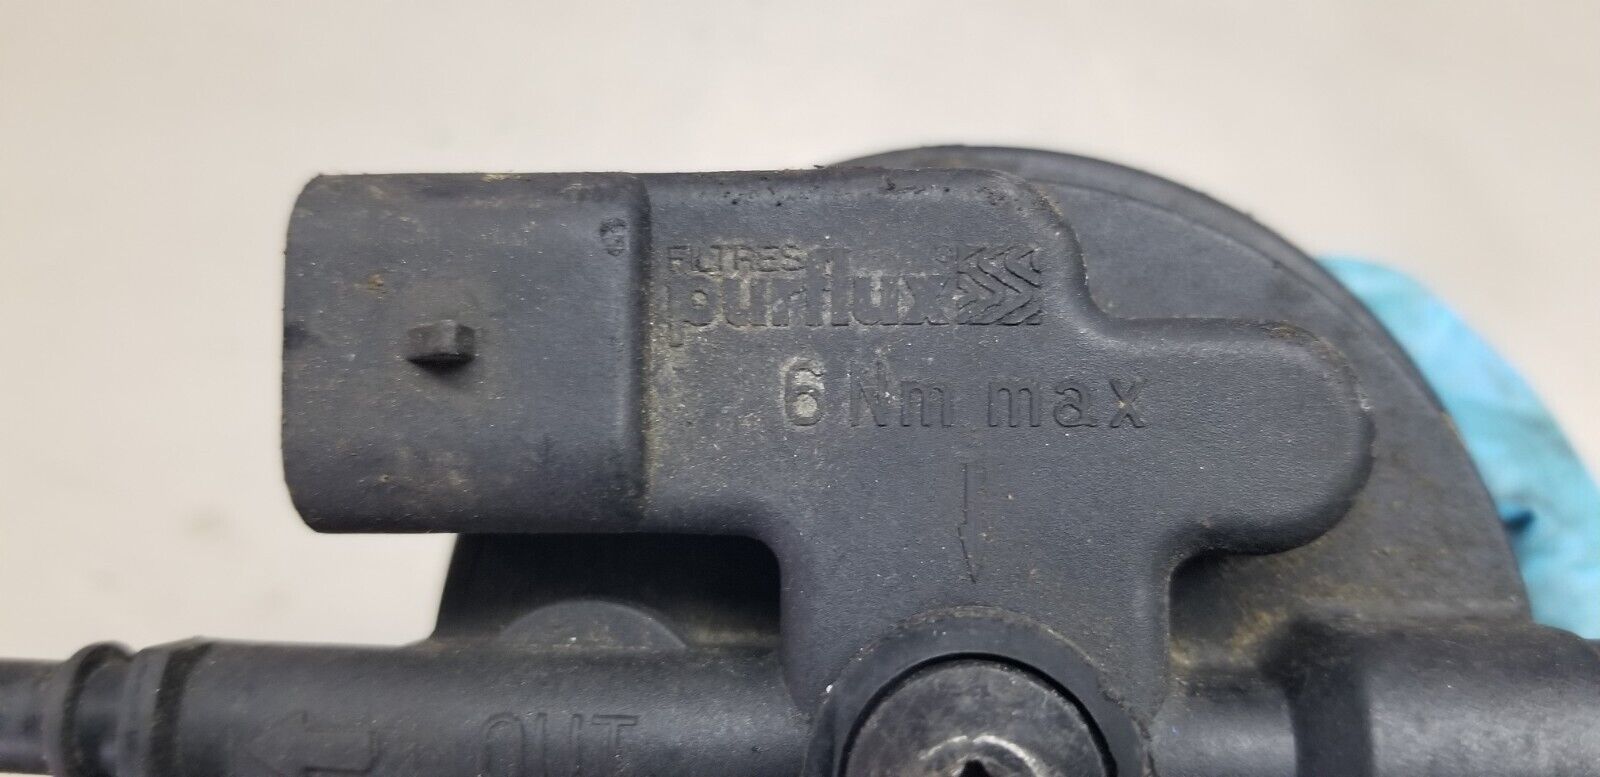 FILTRES
purflux
6 Nm max
OUT